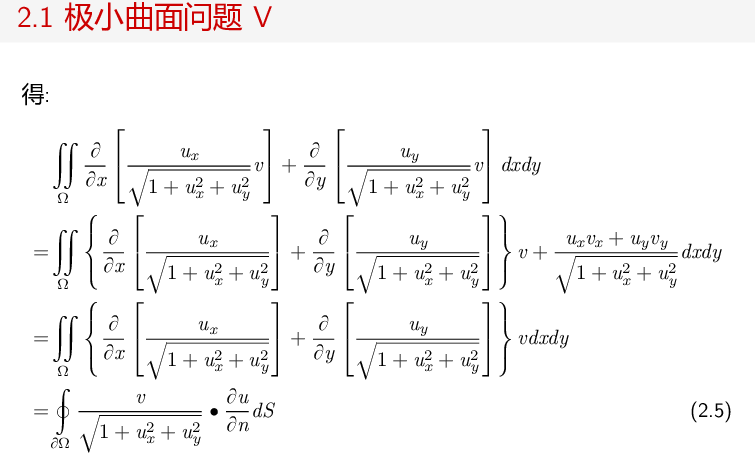 2.1 极小曲面问题 V
得:
\iint_{\Omega} \frac{\partial}{\partial x} \left[ \frac{u_x}{\sqrt{1 + u_x^2 + u_y^2}} v \right] + \frac{\partial}{\partial y} \left[ \frac{u_y}{\sqrt{1 + u_x^2 + u_y^2}} v \right] dxdy
= \iint_{\Omega} \left\{ \frac{\partial}{\partial x} \left[ \frac{u_x}{\sqrt{1 + u_x^2 + u_y^2}} \right] + \frac{\partial}{\partial y} \left[ \frac{u_y}{\sqrt{1 + u_x^2 + u_y^2}} \right] \right\} v + \frac{u_x v_x + u_y v_y}{\sqrt{1 + u_x^2 + u_y^2}} dxdy
= \iint_{\Omega} \left\{ \frac{\partial}{\partial x} \left[ \frac{u_x}{\sqrt{1 + u_x^2 + u_y^2}} \right] + \frac{\partial}{\partial y} \left[ \frac{u_y}{\sqrt{1 + u_x^2 + u_y^2}} \right] \right\} vdxdy
= \oint_{\partial \Omega} \frac{v}{\sqrt{1 + u_x^2 + u_y^2}} \bullet \frac{\partial u}{\partial n} dS (2.5)